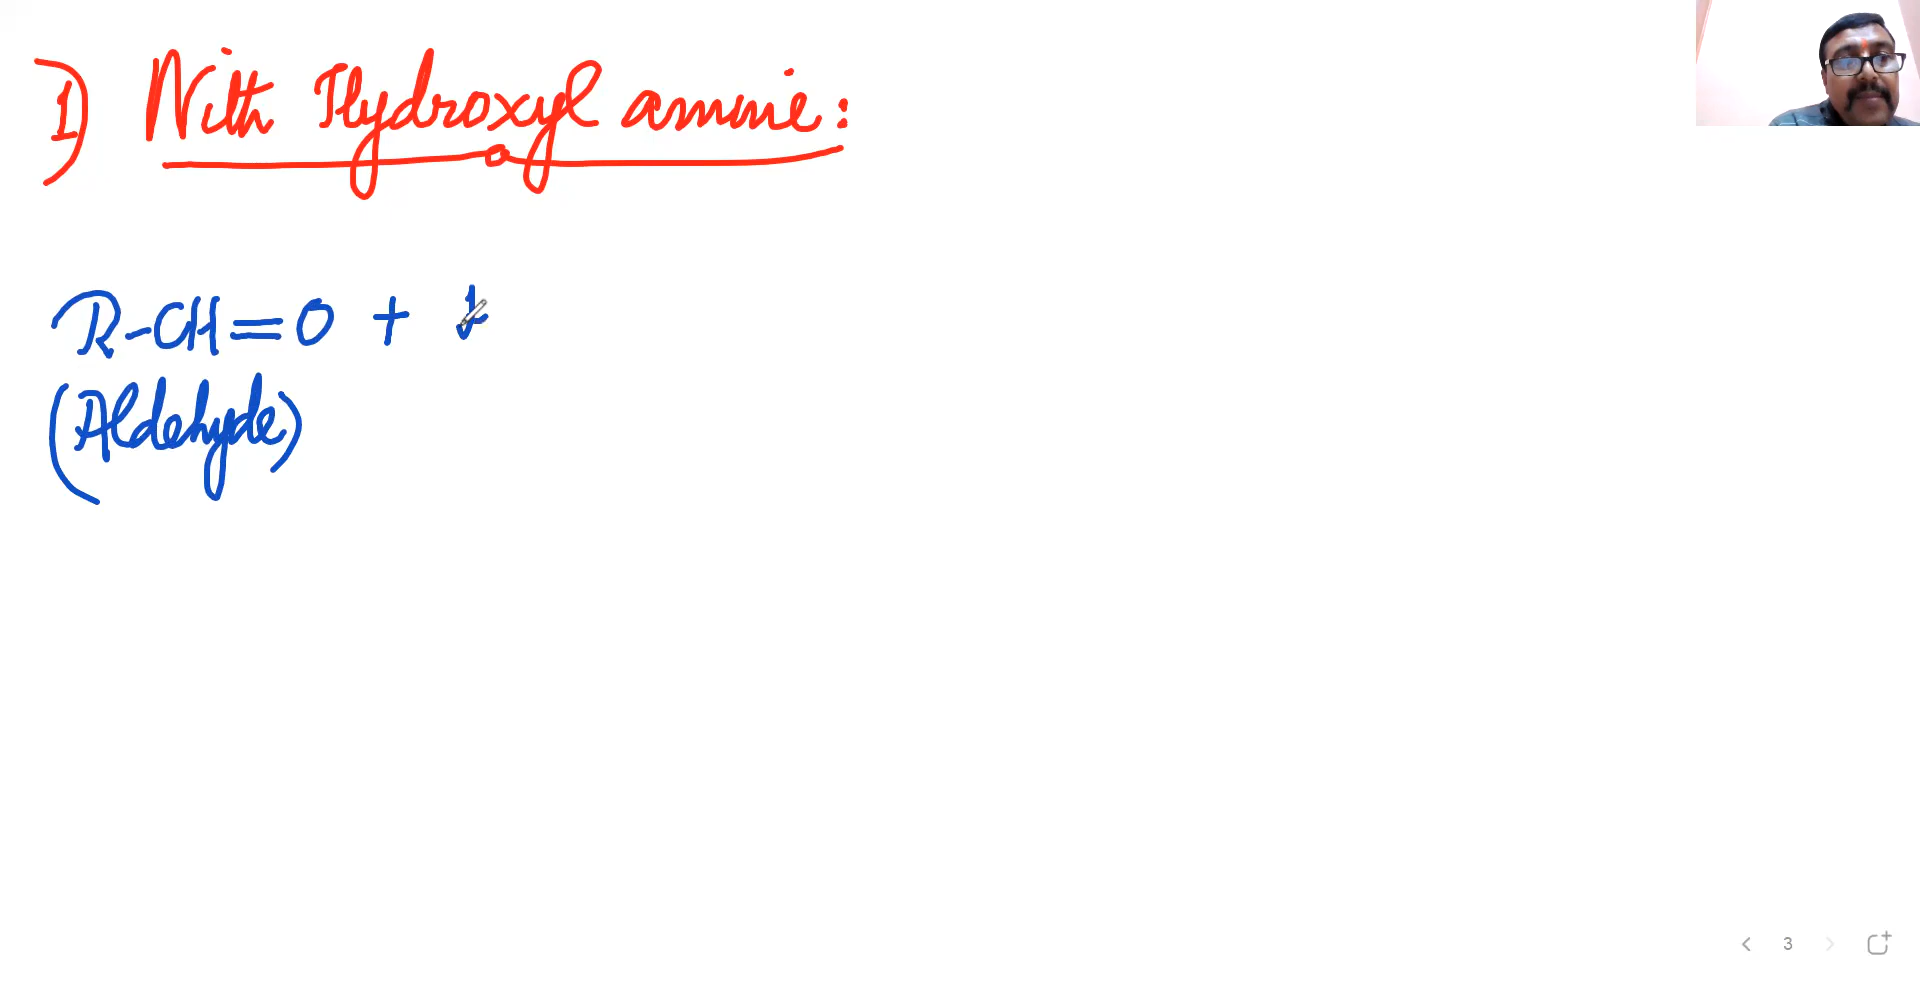 1) With Hydroxyl amine:
R-CH=O +
(Aldehyde)
3